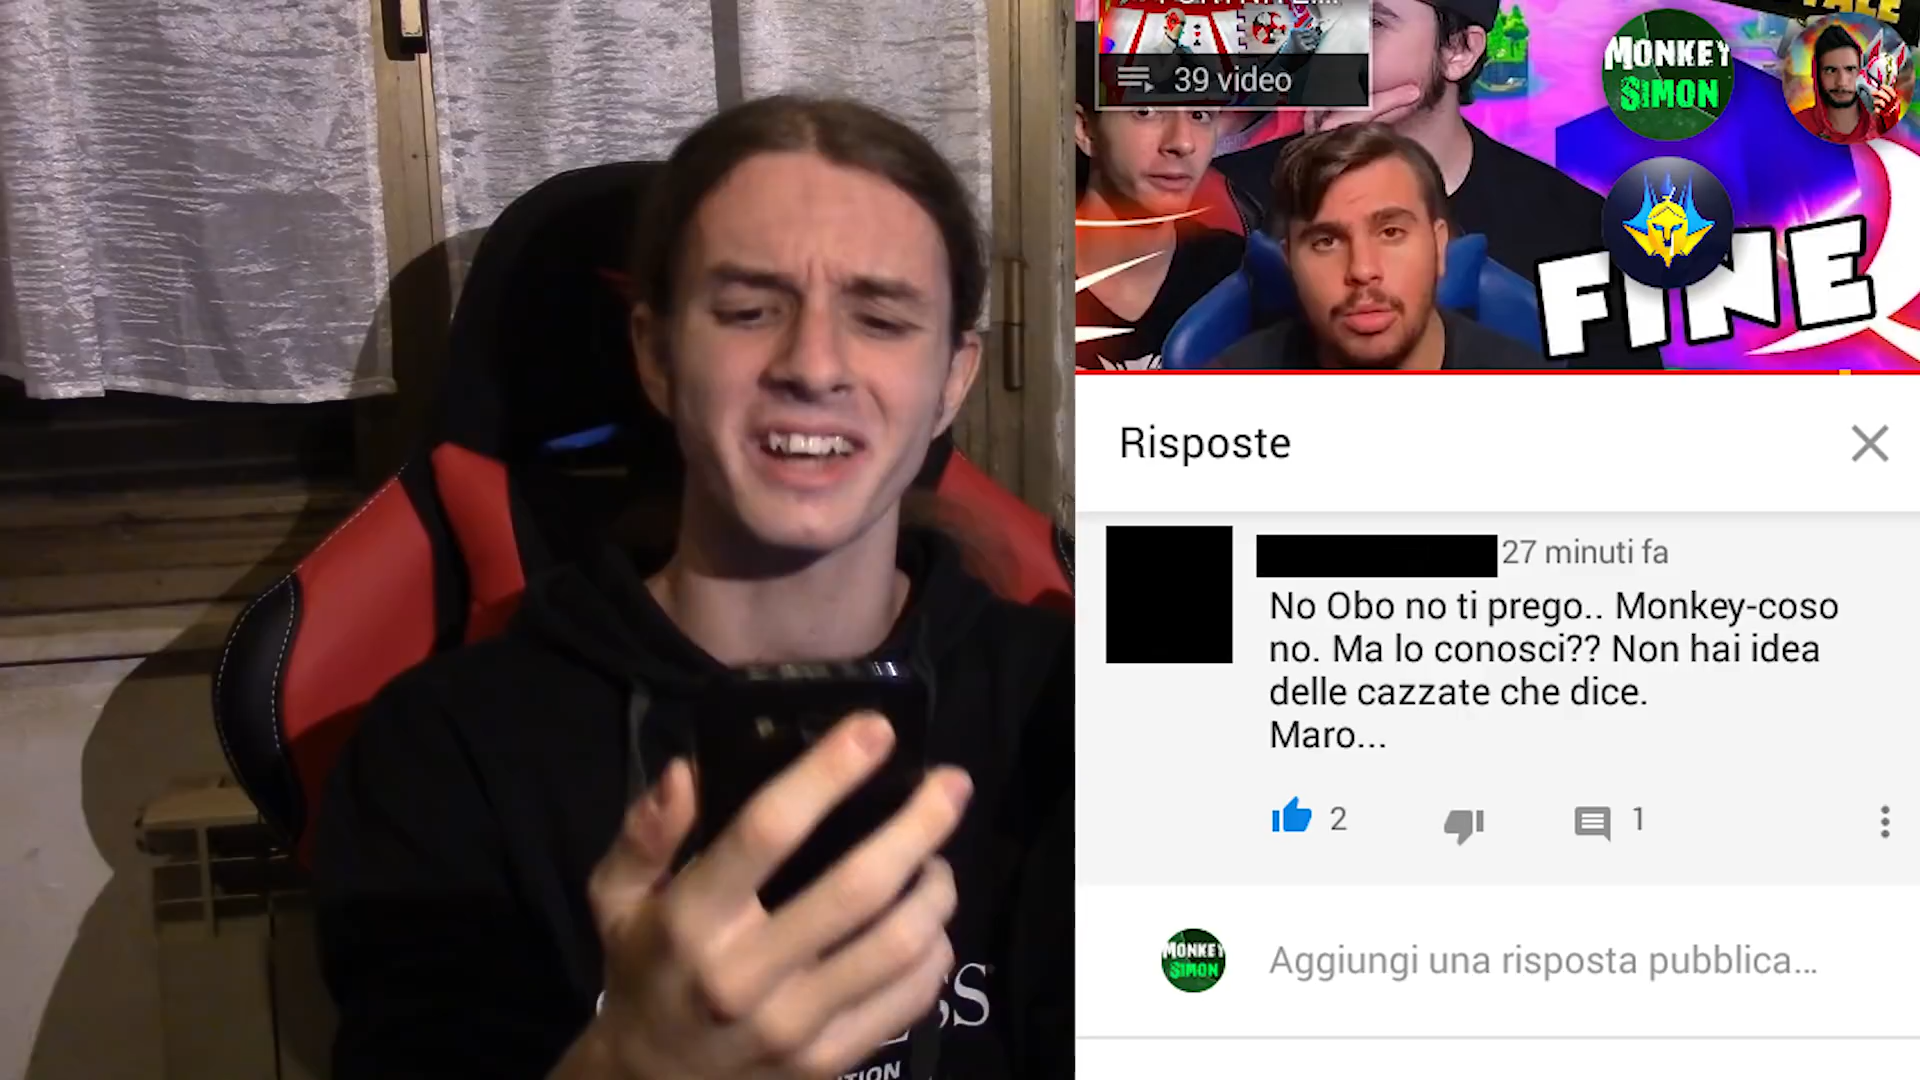 39 video
MONKEY
SIMON
FINE
Risposte
27 minuti fa
No Obo no ti prego.. Monkey-coso
no. Ma lo conosci?? Non hai idea
delle cazzate che dice.
Maro...
2
1
MONKEY
SIMON
Aggiungi una risposta pubblica...